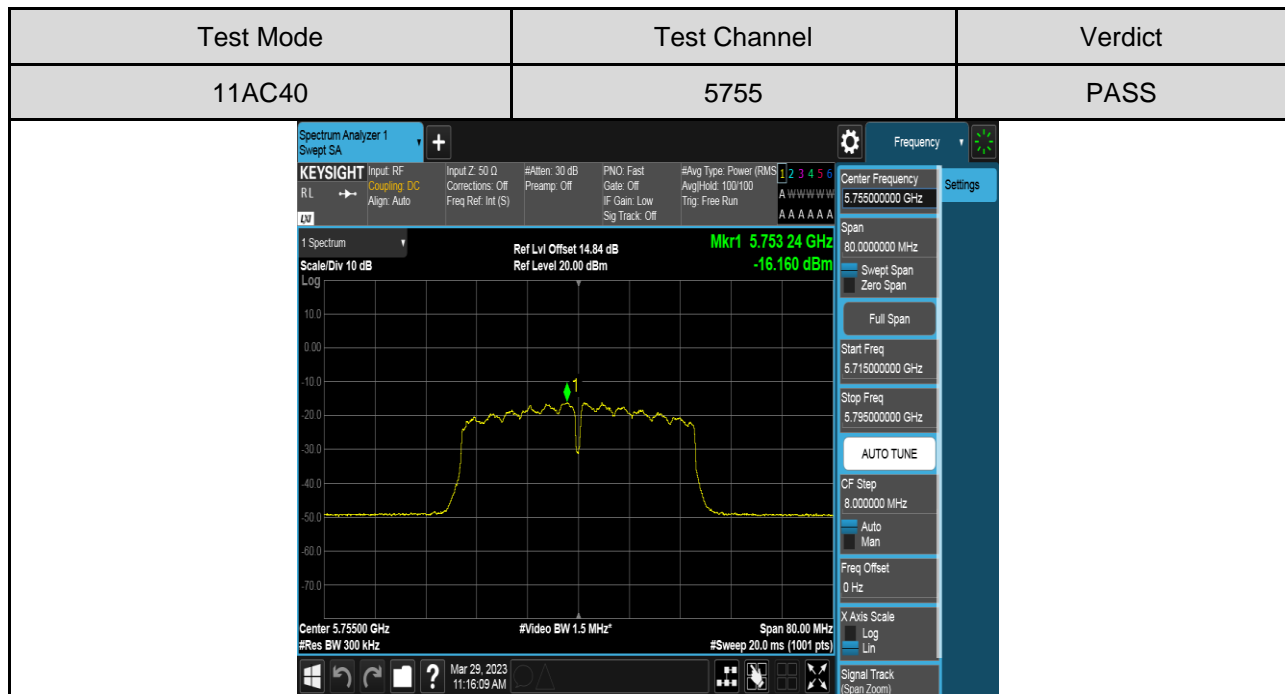 Test Mode Test Channel Verdict
11AC40 5755 PASS
Spectrum Analyzer 1
Swept SA
+
Frequency
KEYSIGHT
RL
LXI
Input: RF
Coupling: DC
Align: Auto
Input Z: 50 Ω
Corrections: Off
Freq Ref: Int (S)
#Atten: 30 dB
Preamp: Off
PNO: Fast
Gate: Off
IF Gain: Low
Sig Track: Off
#Avg Type: Power (RMS
Avg|Hold: 100/100
Trig: Free Run
1 2 3 4 5 6
A W W W W W
A A A A A A
1 Spectrum
Scale/Div 10 dB
Log
Ref Lvl Offset 14.84 dB
Ref Level 20.00 dBm
Mkr1 5.753 24 GHz
-16.160 dBm
10.0
0.00
-10.0
-20.0
-30.0
-40.0
-50.0
-60.0
-70.0
1
Center 5.75500 GHz
#Res BW 300 kHz
#Video BW 1.5 MHz*
Span 80.00 MHz
#Sweep 20.0 ms (1001 pts)
?
Mar 29, 2023
11:16:09 AM
Center Frequency
5.755000000 GHz
Span
80.0000000 MHz
Swept Span
Zero Span
Full Span
Start Freq
5.715000000 GHz
Stop Freq
5.795000000 GHz
AUTO TUNE
CF Step
8.000000 MHz
Auto
Man
Freq Offset
0 Hz
X Axis Scale
Log
Lin
Signal Track
(Span Zoom)
Settings